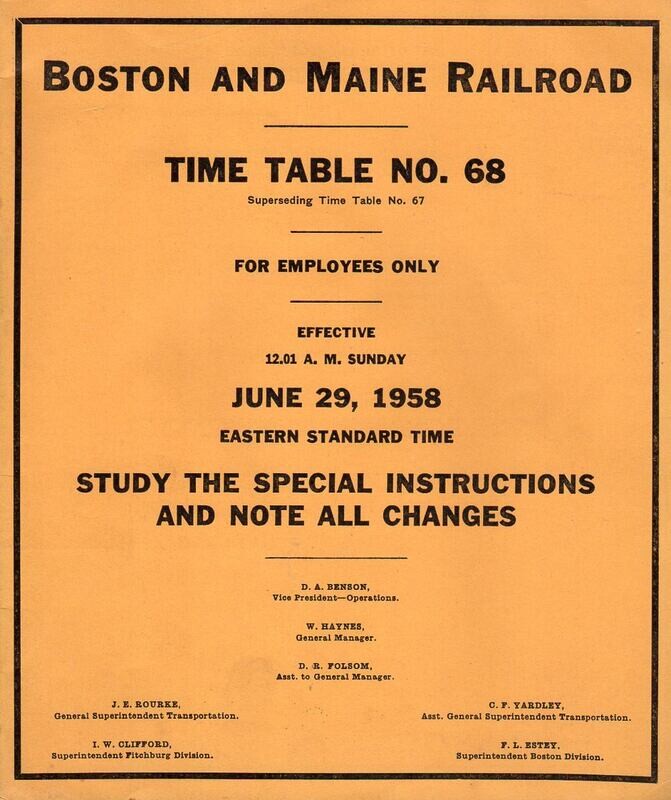 BOSTON AND MAINE RAILROAD
TIME TABLE NO. 68
Superseding Time Table No. 67
FOR EMPLOYEES ONLY
EFFECTIVE
12.01 A. M. SUNDAY
JUNE 29, 1958
EASTERN STANDARD TIME
STUDY THE SPECIAL INSTRUCTIONS
AND NOTE ALL CHANGES
D. A. BENSON,
Vice President—Operations.
W. HAYNES,
General Manager.
D. R. FOLSOM,
Asst. to General Manager.
J. E. ROURKE,
General Superintendent Transportation.
C. F. YARDLEY,
Asst. General Superintendent Transportation.
I. W. CLIFFORD,
Superintendent Fitchburg Division.
F. L. ESTEY,
Superintendent Boston Division.